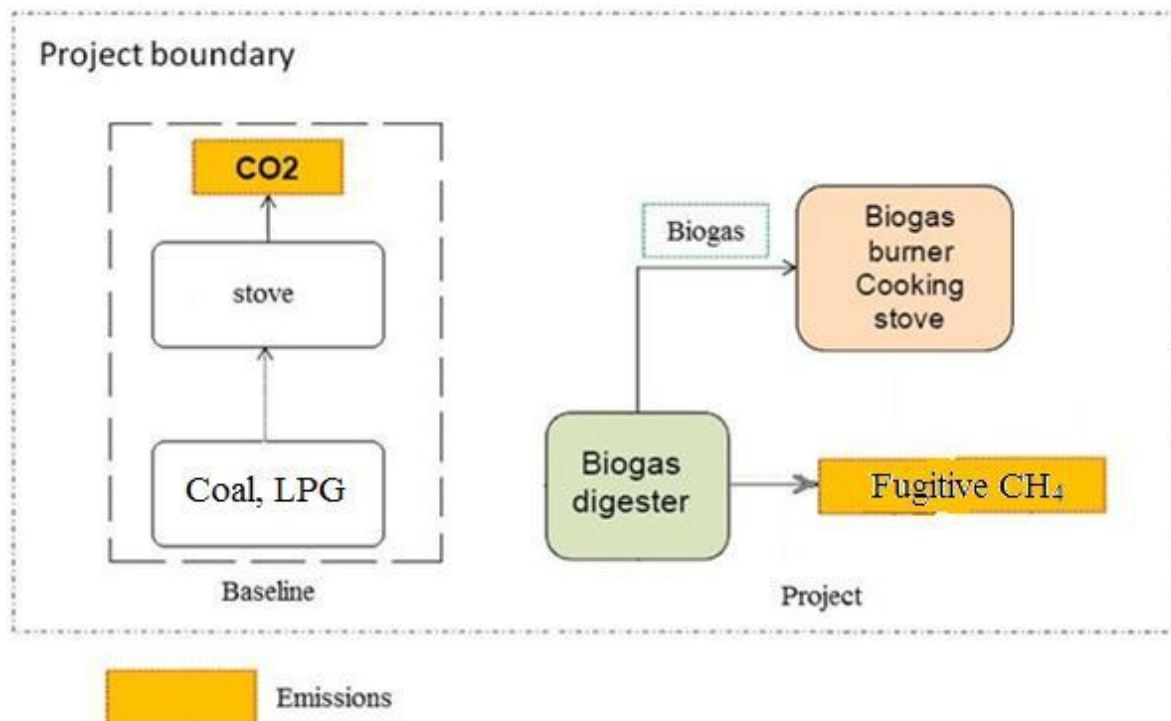 Project boundary
CO2
stove
Coal, LPG
Baseline
Biogas
Biogas
burner
Cooking
stove
Biogas
digester
Fugitive CH₄
Project
Emissions